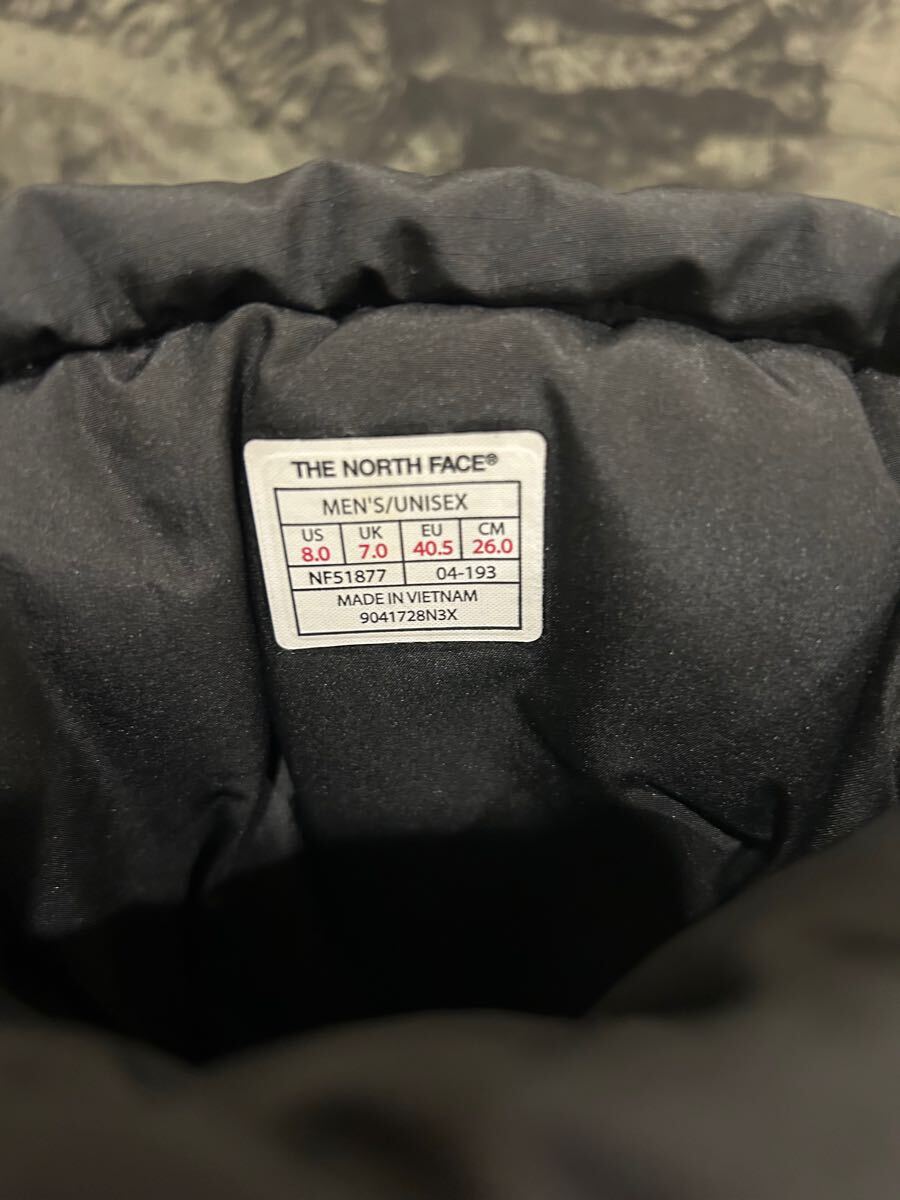 THE NORTH FACE®
MEN'S/UNISEX
US UK EU CM
8.0 7.0 40.5 26.0
NF51877 04-193
MADE IN VIETNAM
9041728N3X